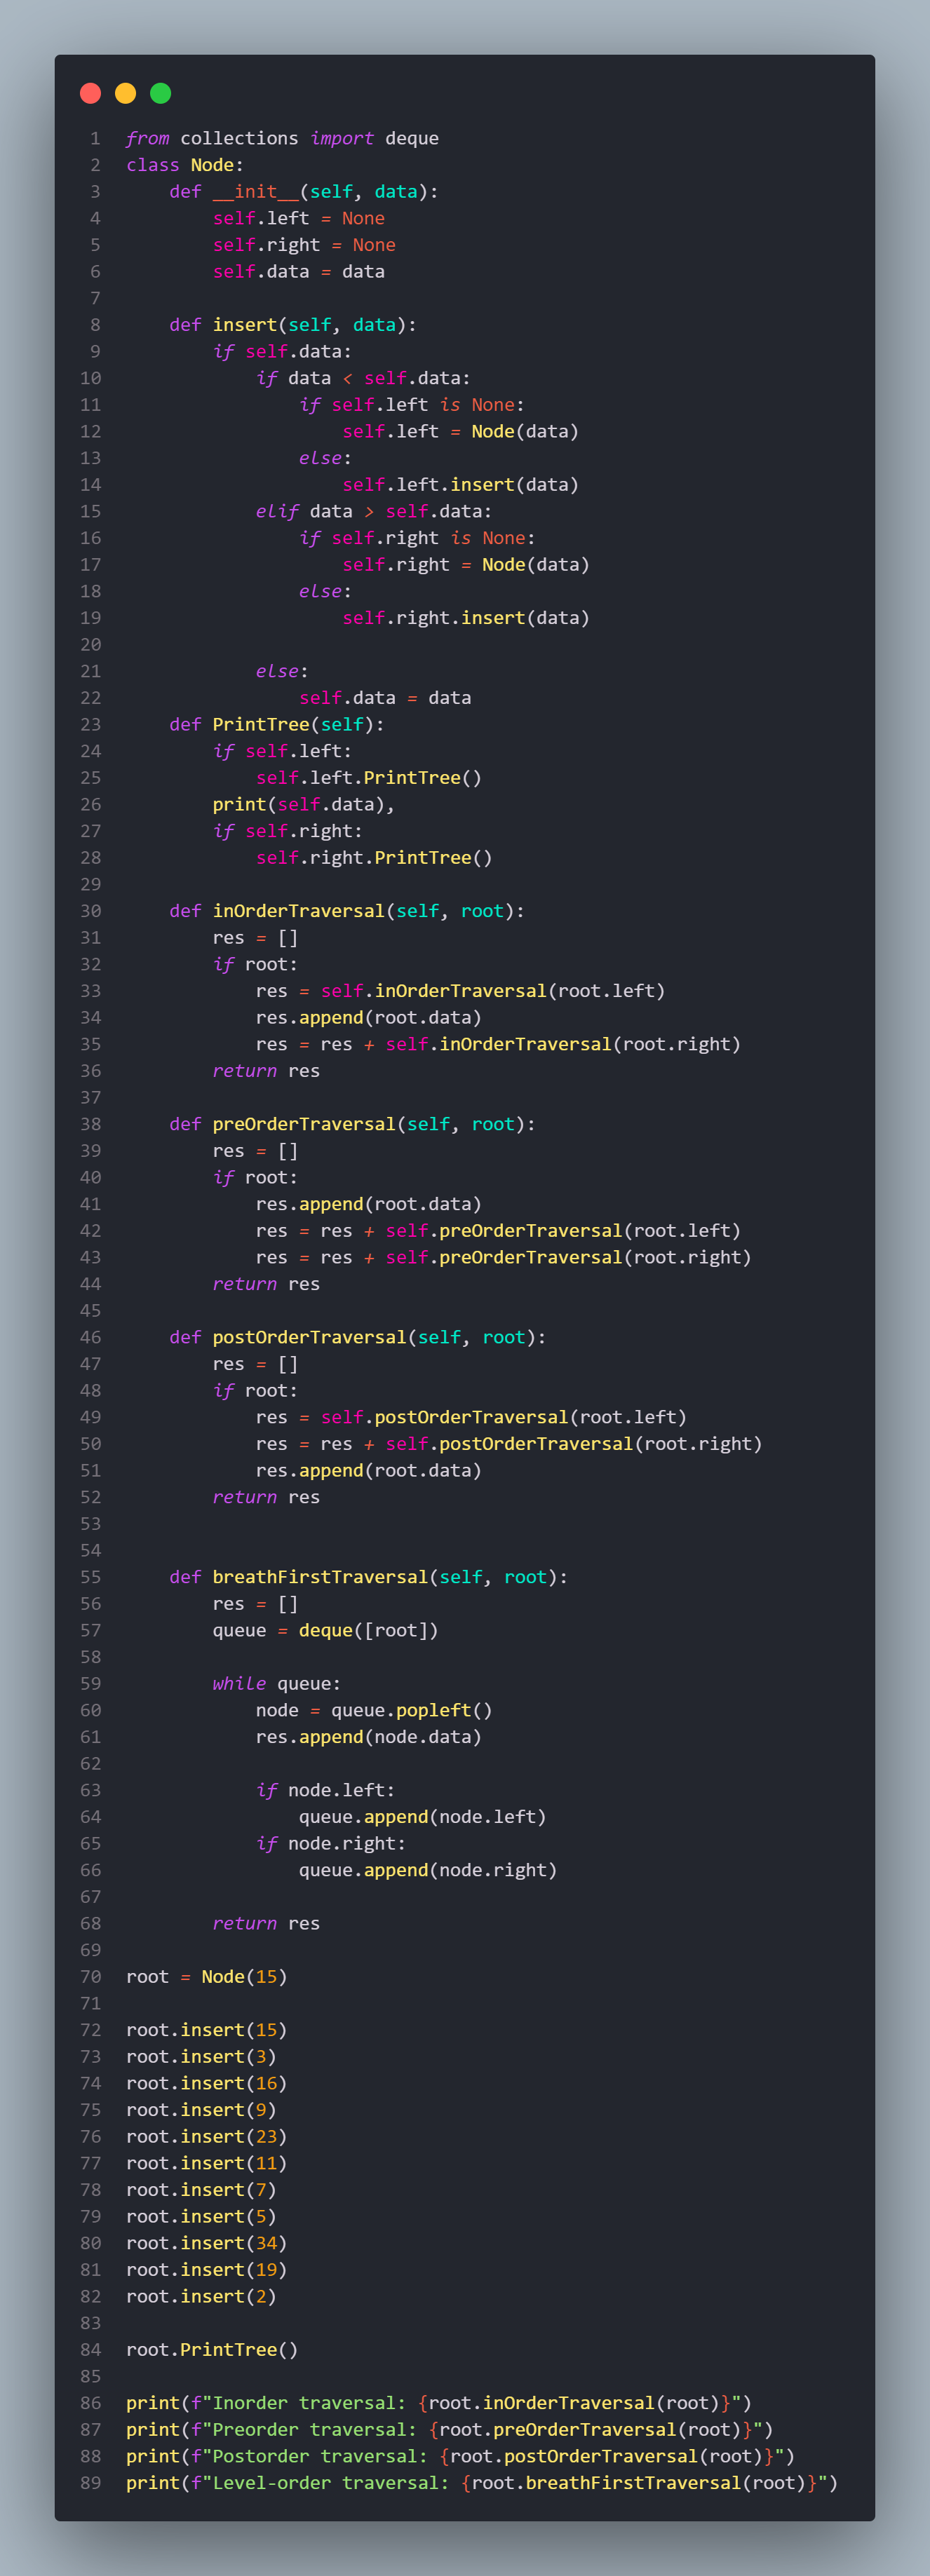 1 from collections import deque
2 class Node:
3     def __init__(self, data):
4         self.left = None
5         self.right = None
6         self.data = data
7
8     def insert(self, data):
9         if self.data:
10             if data < self.data:
11                 if self.left is None:
12                     self.left = Node(data)
13                 else:
14                     self.left.insert(data)
15             elif data > self.data:
16                 if self.right is None:
17                     self.right = Node(data)
18                 else:
19                     self.right.insert(data)
20
21             else:
22                 self.data = data
23     def PrintTree(self):
24         if self.left:
25             self.left.PrintTree()
26         print(self.data),
27         if self.right:
28             self.right.PrintTree()
29
30     def inOrderTraversal(self, root):
31         res = []
32         if root:
33             res = self.inOrderTraversal(root.left)
34             res.append(root.data)
35             res = res + self.inOrderTraversal(root.right)
36         return res
37
38     def preOrderTraversal(self, root):
39         res = []
40         if root:
41             res.append(root.data)
42             res = res + self.preOrderTraversal(root.left)
43             res = res + self.preOrderTraversal(root.right)
44         return res
45
46     def postOrderTraversal(self, root):
47         res = []
48         if root:
49             res = self.postOrderTraversal(root.left)
50             res = res + self.postOrderTraversal(root.right)
51             res.append(root.data)
52         return res
53
54
55     def breathFirstTraversal(self, root):
56         res = []
57         queue = deque([root])
58
59         while queue:
60             node = queue.popleft()
61             res.append(node.data)
62
63             if node.left:
64                 queue.append(node.left)
65             if node.right:
66                 queue.append(node.right)
67
68         return res
69
70 root = Node(15)
71
72 root.insert(15)
73 root.insert(3)
74 root.insert(16)
75 root.insert(9)
76 root.insert(23)
77 root.insert(11)
78 root.insert(7)
79 root.insert(5)
80 root.insert(34)
81 root.insert(19)
82 root.insert(2)
83
84 root.PrintTree()
85
86 print(f"Inorder traversal: {root.inOrderTraversal(root)}")
87 print(f"Preorder traversal: {root.preOrderTraversal(root)}")
88 print(f"Postorder traversal: {root.postOrderTraversal(root)}")
89 print(f"Level-order traversal: {root.breathFirstTraversal(root)}")